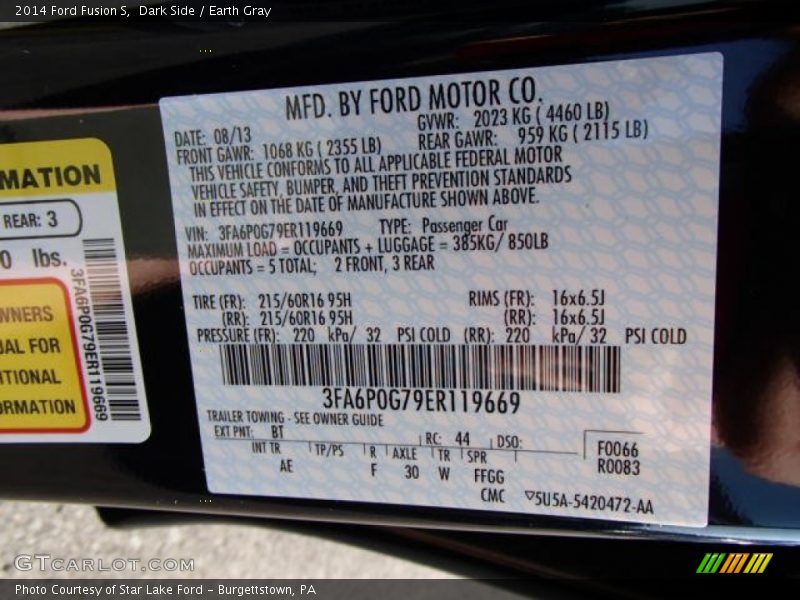 2014 Ford Fusion S,  Dark Side / Earth Gray
MATION
REAR: 3
0 lbs.
3FA6P0G79ER119669
WNERS
UAL FOR
ITIONAL
ORMATION
MFD. BY FORD MOTOR CO.
DATE: 08/13 GVWR: 2023 KG ( 4460 LB)
FRONT GAWR: 1068 KG ( 2355 LB) REAR GAWR: 959 KG ( 2115 LB)
THIS VEHICLE CONFORMS TO ALL APPLICABLE FEDERAL MOTOR
VEHICLE SAFETY, BUMPER, AND THEFT PREVENTION STANDARDS
IN EFFECT ON THE DATE OF MANUFACTURE SHOWN ABOVE.
VIN: 3FA6P0G79ER119669 TYPE: Passenger Car
MAXIMUM LOAD = OCCUPANTS + LUGGAGE = 385KG/ 850LB
OCCUPANTS = 5 TOTAL; 2 FRONT, 3 REAR
TIRE (FR): 215/60R16 95H RIMS (FR): 16x6.5J
(RR): 215/60R16 95H (RR): 16x6.5J
PRESSURE (FR): 220 kPa/ 32 PSI COLD (RR): 220 kPa/ 32 PSI COLD
3FA6P0G79ER119669
TRAILER TOWING - SEE OWNER GUIDE
EXT PNT: BT RC: 44 DSO:
INT TR TP/PS R AXLE TR SPR
AE F 30 W FFGG
CMC
F0066
R0083
▽5U5A-5420472-AA
GTCARLOT.COM
Photo Courtesy of Star Lake Ford - Burgettstown, PA